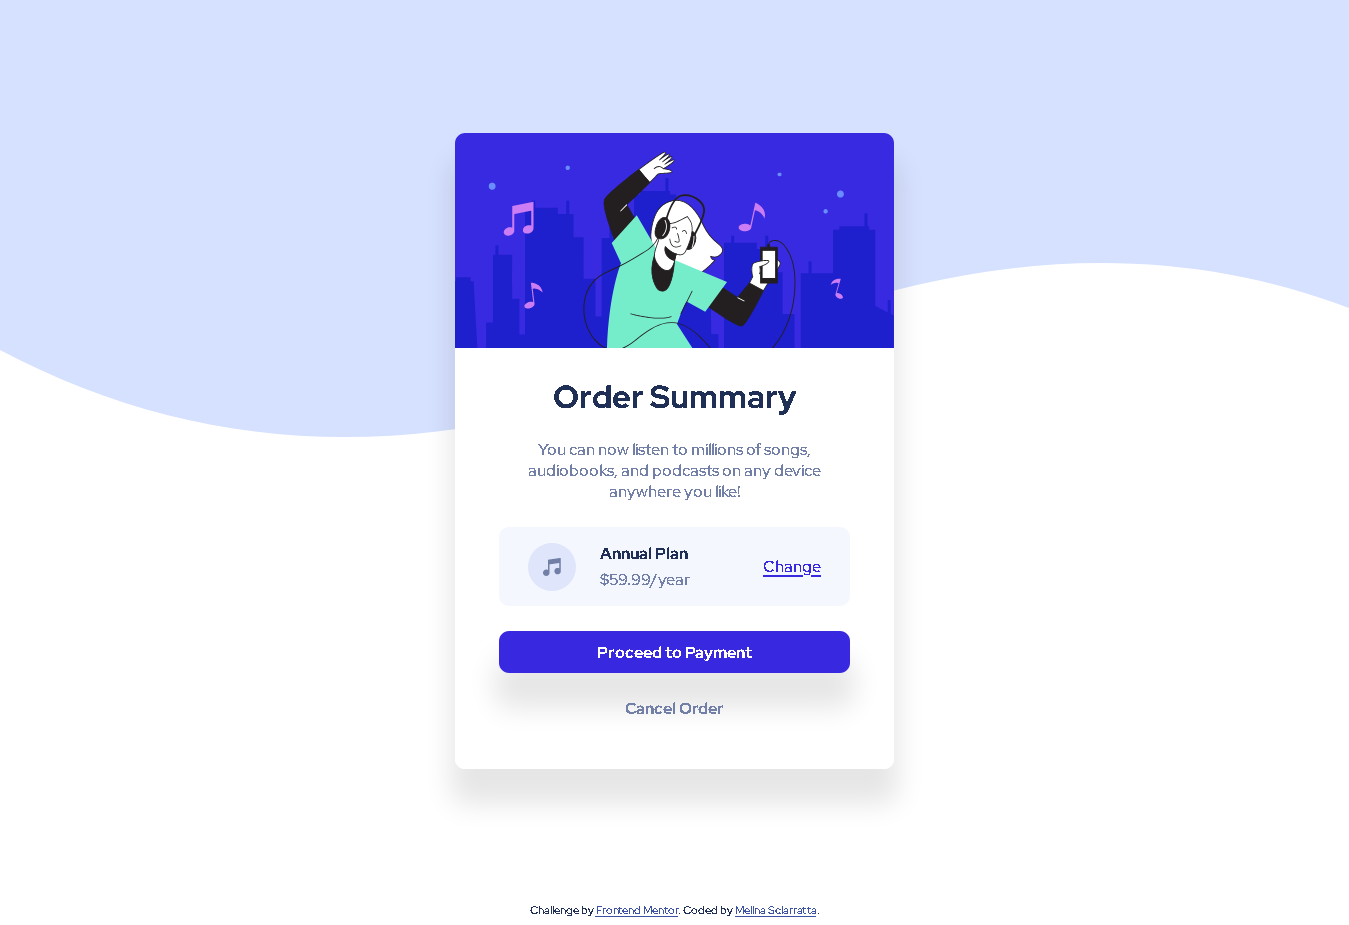 Order Summary
You can now listen to millions of songs,
audiobooks, and podcasts on any device
anywhere you like!
Annual Plan
$59.99/year
Change
Proceed to Payment
Cancel Order
Challenge by Frontend Mentor. Coded by Melina Sciarratta.